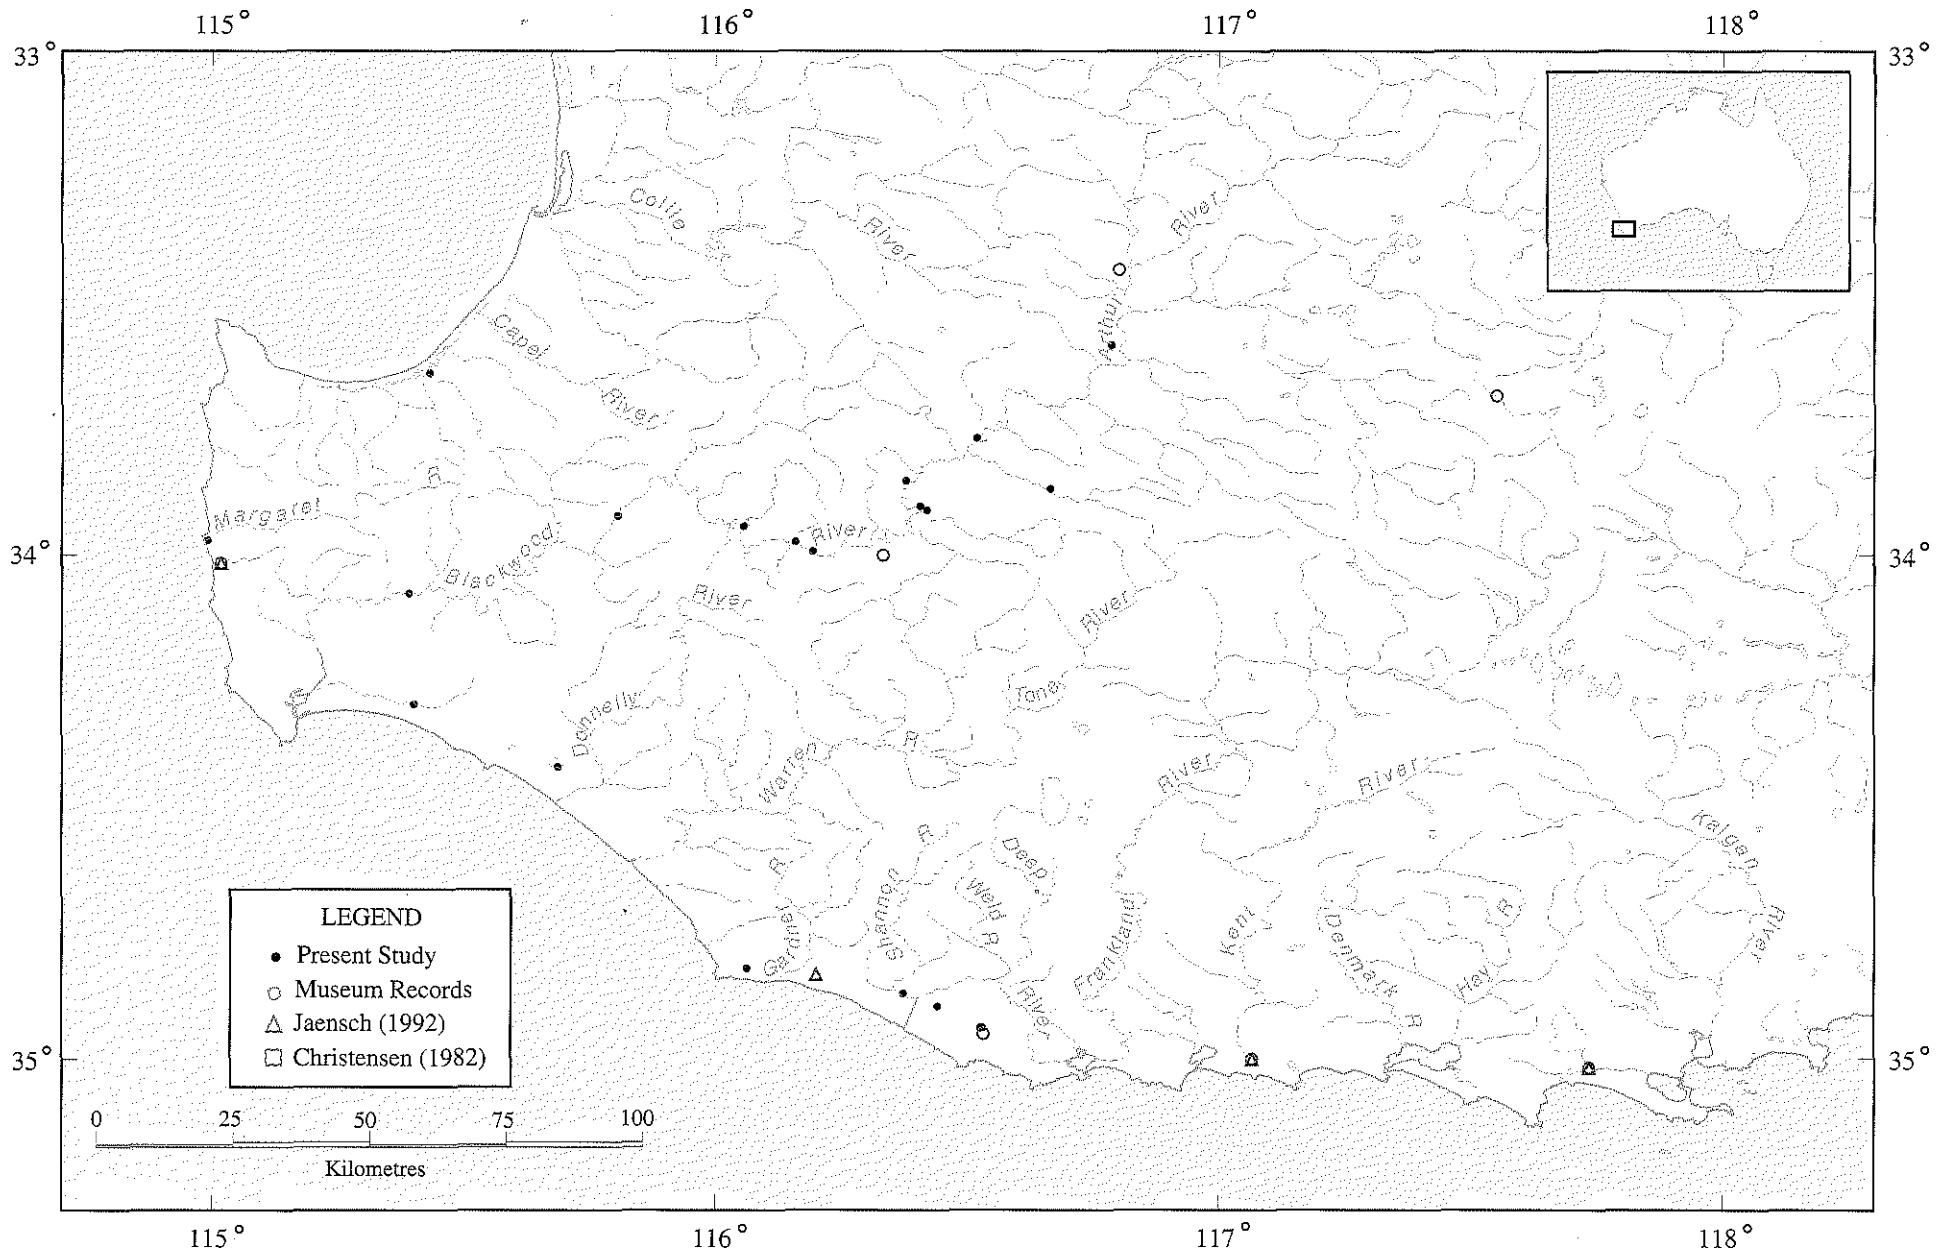 115° 116° 117° 118°
33° 33°
Collie River River
Arthur
Capel
River
R
Margaret
River
34° 34°
Blackwood
River River
Tone
Donnelly
R
Warren River River
Kalgan
R
R Deep
Weld
R
Shannon
Gardner
Frankland
Kent
Denmark
R
Hay
River
River
R
LEGEND
Present Study
Museum Records
Jaensch (1992)
Christensen (1982)
35° 35°
0 25 50 75 100
Kilometres
115° 116° 117° 118°